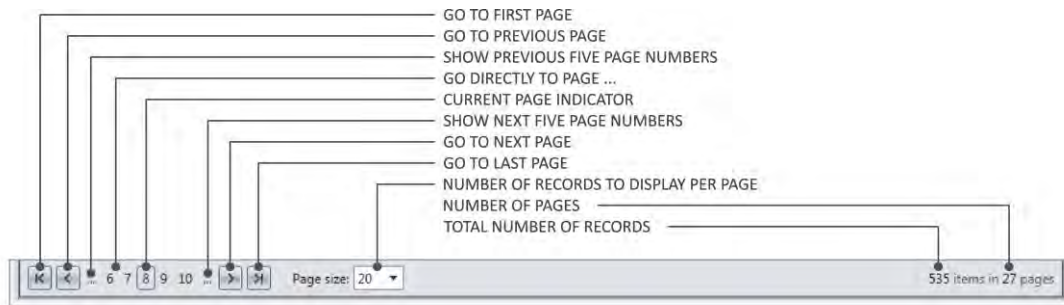 GO TO FIRST PAGE
GO TO PREVIOUS PAGE
SHOW PREVIOUS FIVE PAGE NUMBERS
GO DIRECTLY TO PAGE ...
CURRENT PAGE INDICATOR
SHOW NEXT FIVE PAGE NUMBERS
GO TO NEXT PAGE
GO TO LAST PAGE
NUMBER OF RECORDS TO DISPLAY PER PAGE
NUMBER OF PAGES
TOTAL NUMBER OF RECORDS
... 6 7 8 9 10 ... Page size: 20 535 items in 27 pages